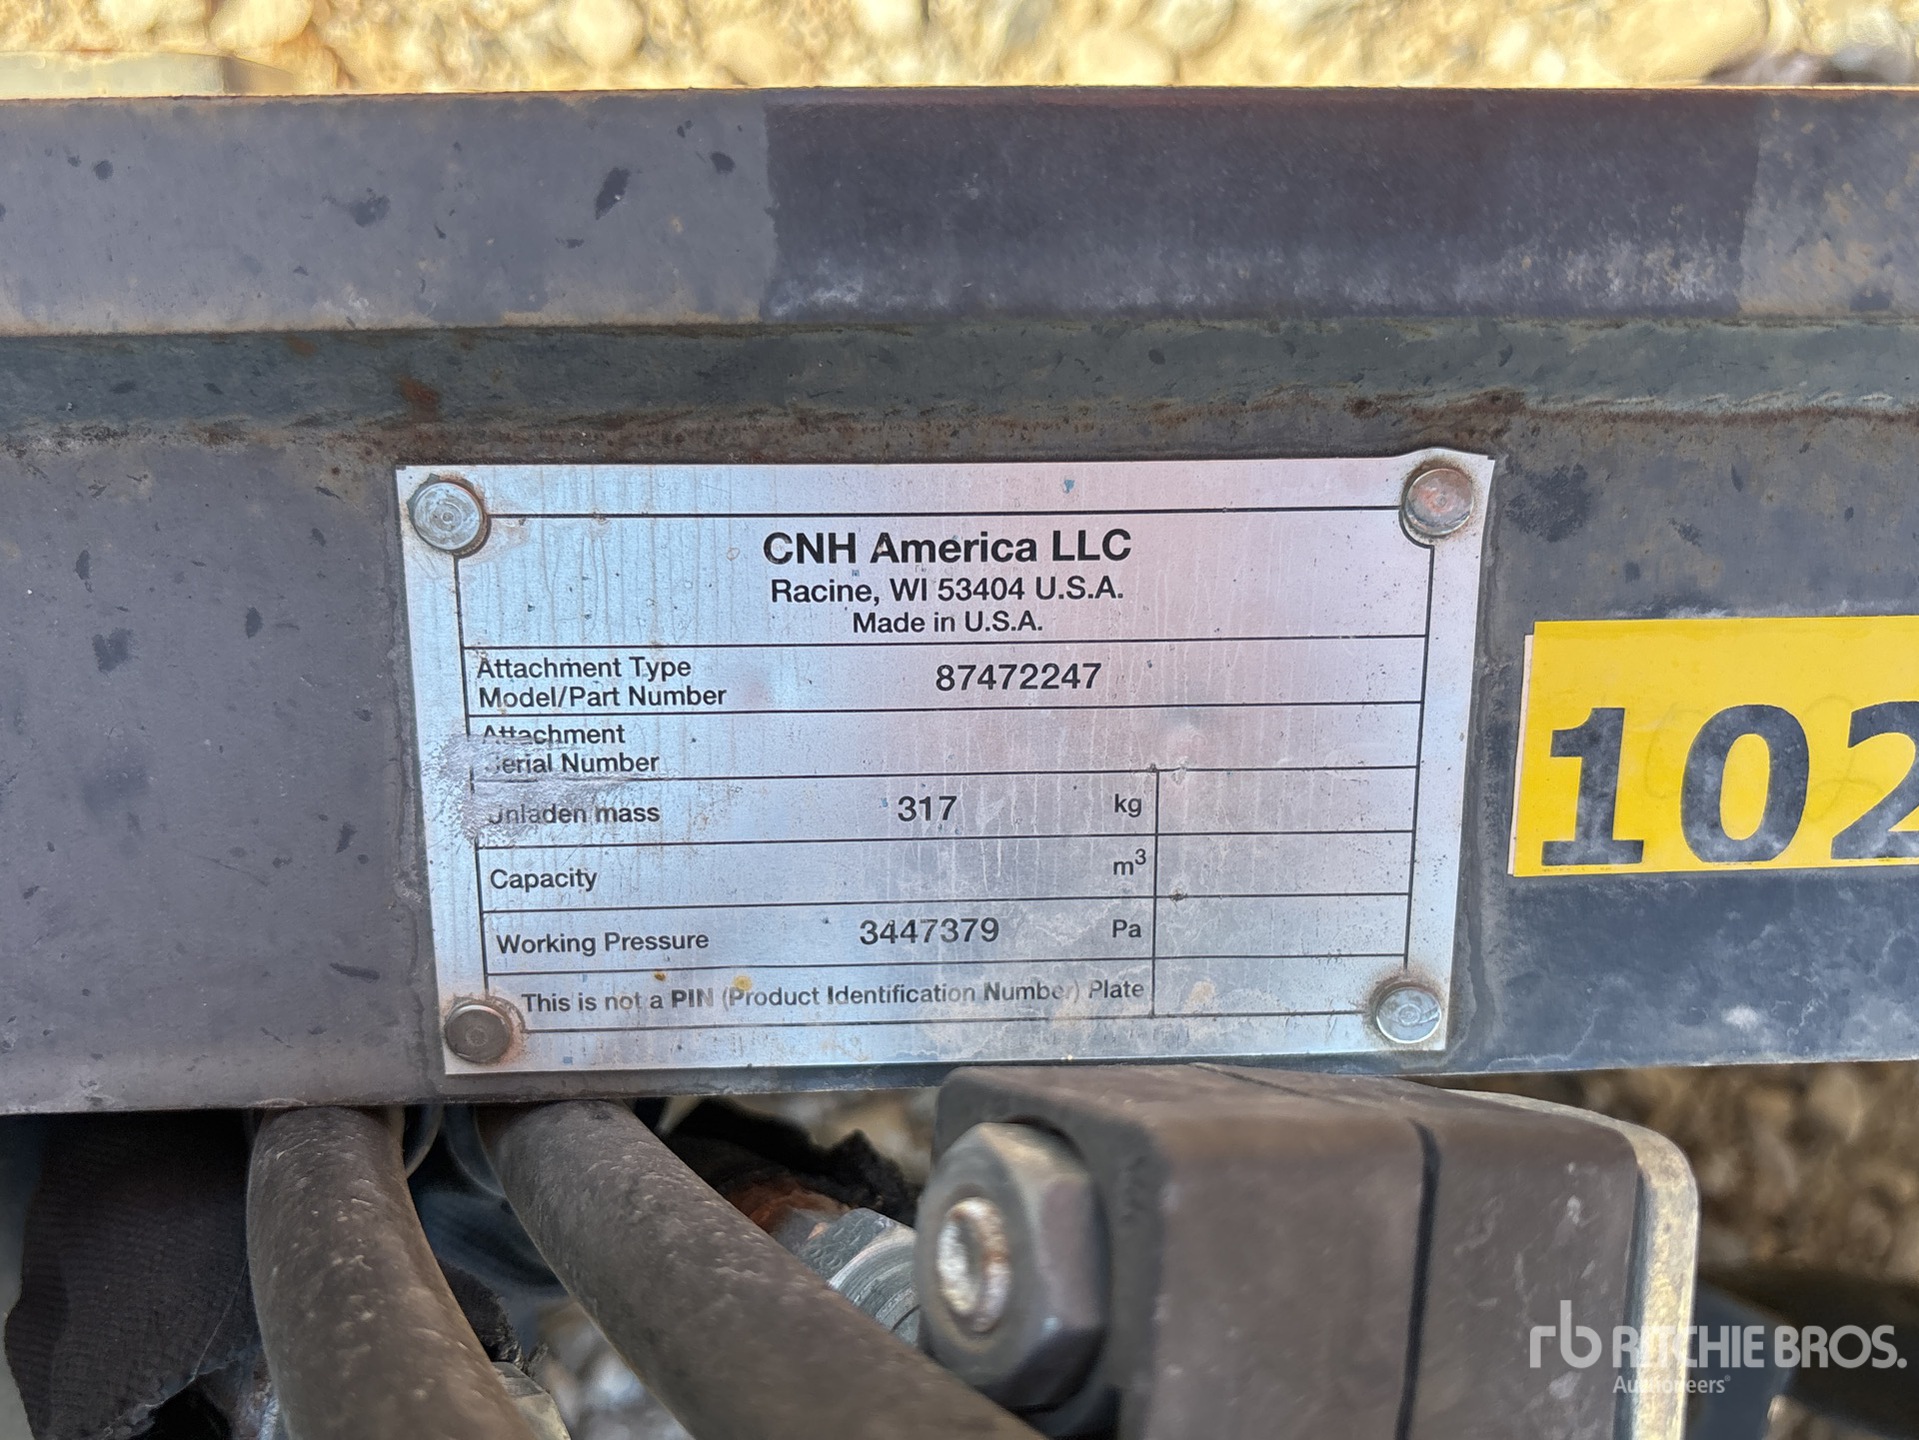 CNH America LLC
Racine, WI 53404 U.S.A.
Made in U.S.A.
Attachment Type
Model/Part Number
87472247
Attachment
Serial Number
Unladen mass 317 kg
Capacity m³
Working Pressure 3447379 Pa
This is not a PIN (Product Identification Number) Plate
102
rb RITCHIE BROS.
Auctioneers